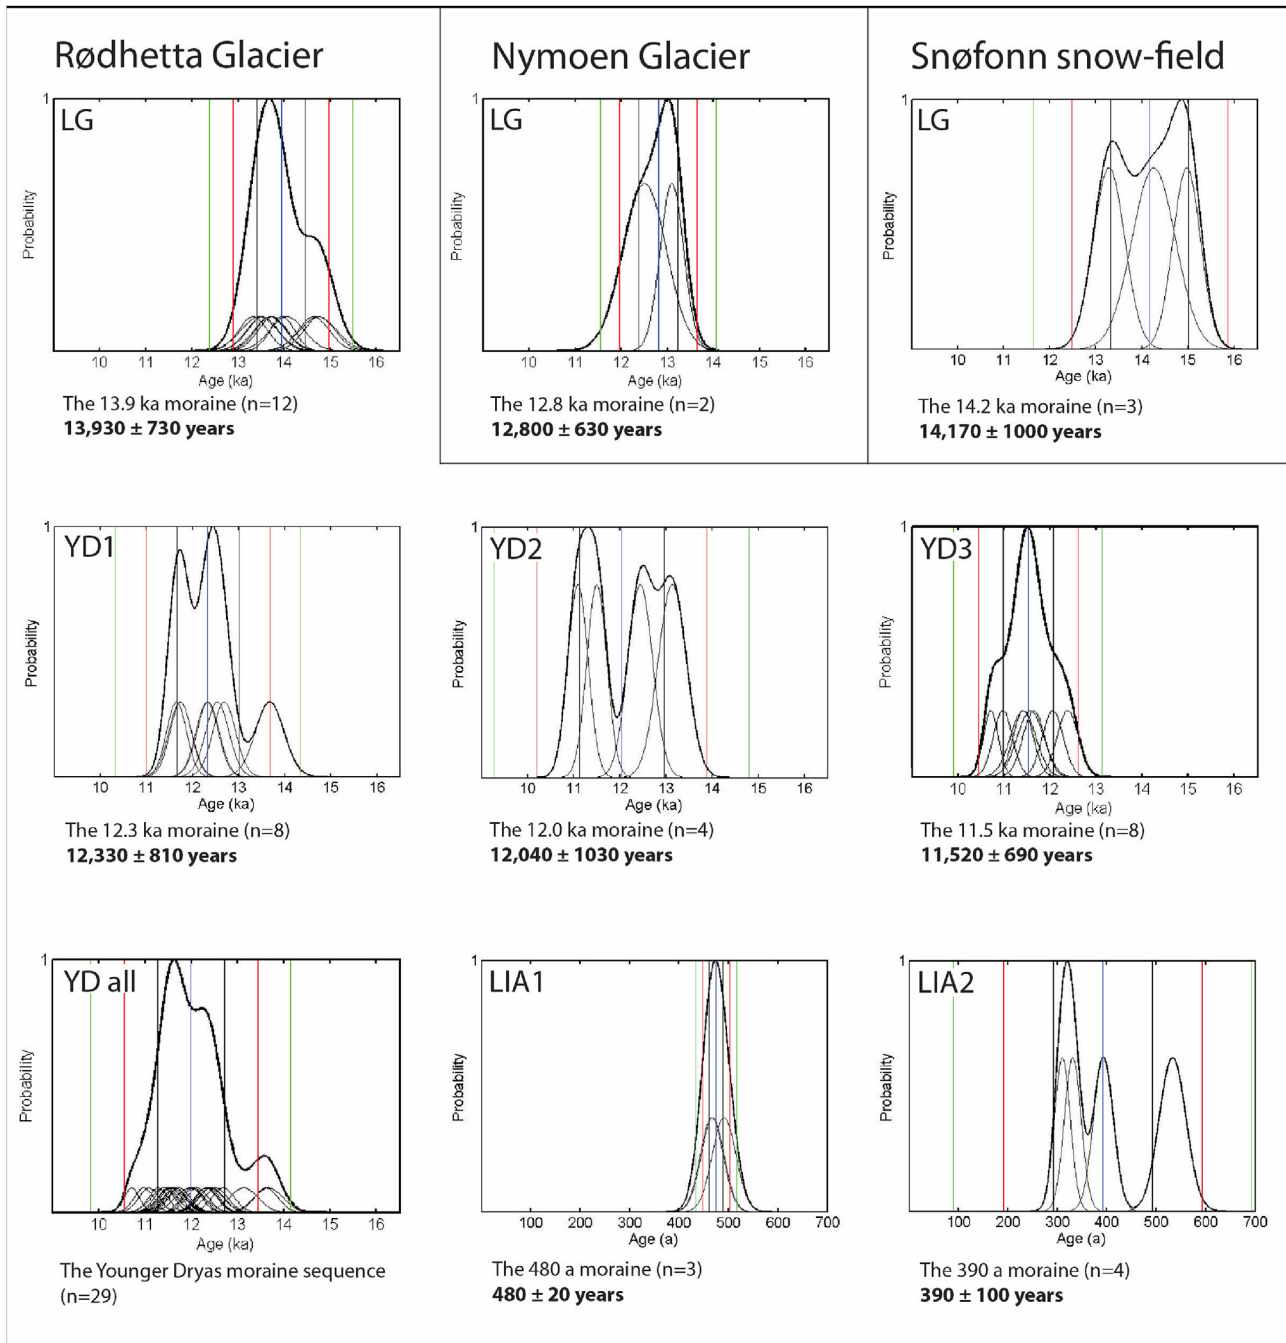 Rødhetta Glacier
Nymoen Glacier
Snøfonn snow-field
1
LG
Probability
10 11 12 13 14 15 16
Age (ka)
The 13.9 ka moraine (n=12)
13,930 ± 730 years
1
LG
Probability
10 11 12 13 14 15 16
Age (ka)
The 12.8 ka moraine (n=2)
12,800 ± 630 years
1
LG
Probability
10 11 12 13 14 15 16
Age (ka)
The 14.2 ka moraine (n=3)
14,170 ± 1000 years
1
YD1
Probability
10 11 12 13 14 15 16
Age (ka)
The 12.3 ka moraine (n=8)
12,330 ± 810 years
1
YD2
Probability
10 11 12 13 14 15 16
Age (ka)
The 12.0 ka moraine (n=4)
12,040 ± 1030 years
1
YD3
Probability
10 11 12 13 14 15 16
Age (ka)
The 11.5 ka moraine (n=8)
11,520 ± 690 years
1
YD all
Probability
10 11 12 13 14 15 16
Age (ka)
The Younger Dryas moraine sequence
(n=29)
1
LIA1
Probability
100 200 300 400 500 600 700
Age (a)
The 480 a moraine (n=3)
480 ± 20 years
1
LIA2
Probability
100 200 300 400 500 600 700
Age (a)
The 390 a moraine (n=4)
390 ± 100 years